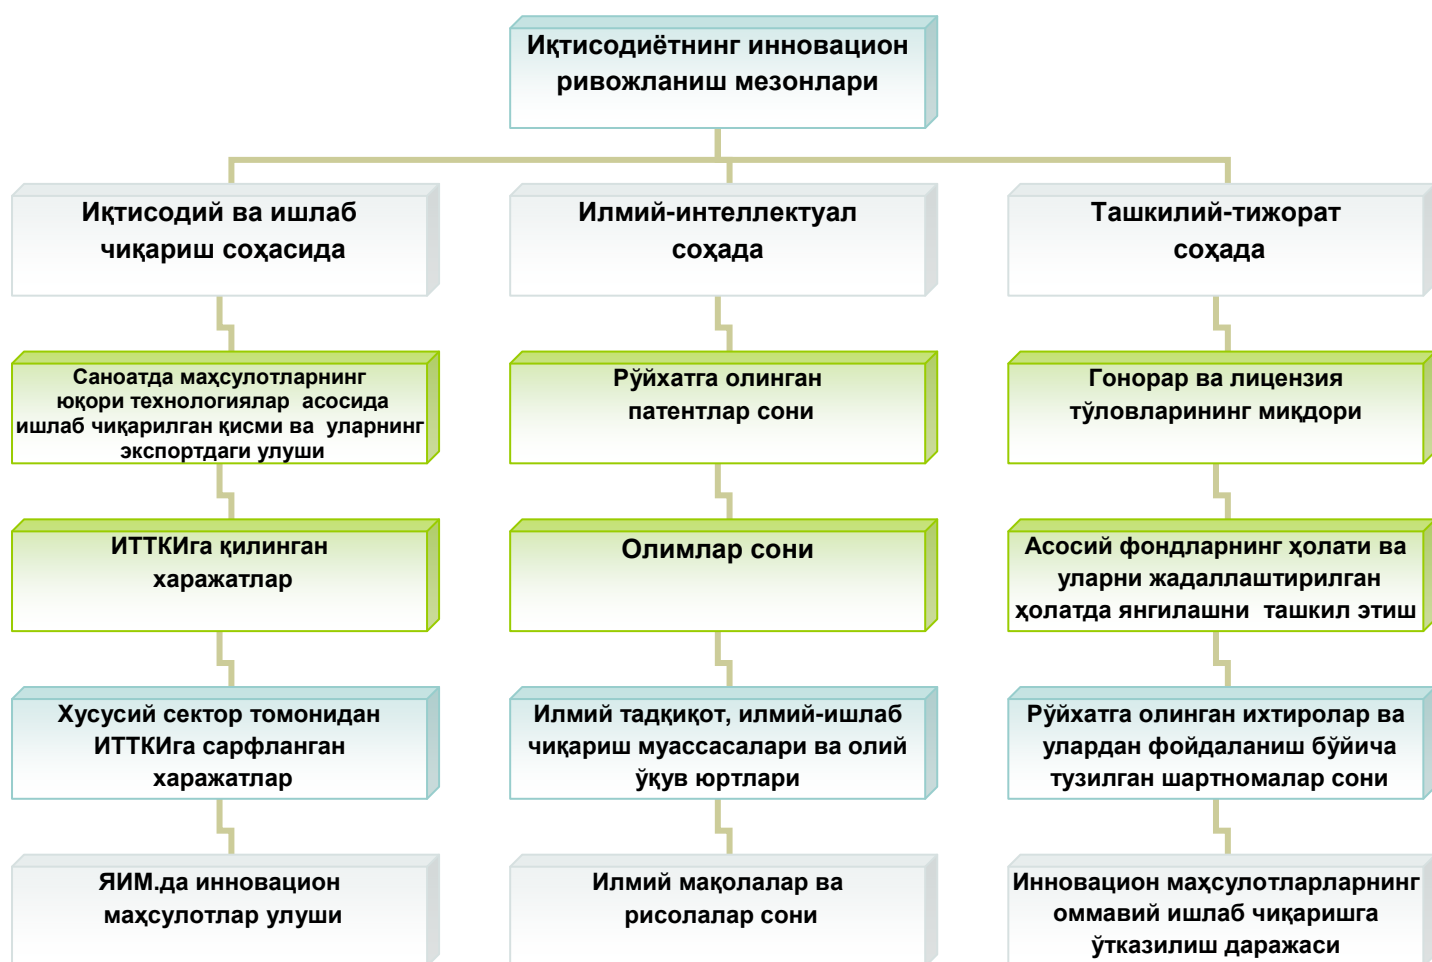 Иқтисодиётнинг инновацион
ривожланиш мезонлари
Иқтисодий ва ишлаб
чиқариш соҳасида
Илмий-интеллектуал
соҳада
Ташкилий-тижорат
соҳада
Саноатда маҳсулотларнинг
юқори технологиялар асосида
ишлаб чиқарилган қисми ва уларнинг
экспортдаги улуши
Рўйхатга олинган
патентлар сони
Гонорар ва лицензия
тўловларининг миқдори
ИТТКИга қилинган
харажатлар
Олимлар сони
Асосий фондларнинг ҳолати ва
уларни жадаллаштирилган
ҳолатда янгилашни ташкил этиш
Хусусий сектор томонидан
ИТТКИга сарфланган
харажатлар
Илмий тадқиқот, илмий-ишлаб
чиқариш муассасалари ва олий
ўқув юртлари
Рўйхатга олинган ихтиролар ва
улардан фойдаланиш бўйича
тузилган шартномалар сони
ЯИМ.да инновацион
маҳсулотлар улуши
Илмий мақолалар ва
рисолалар сони
Инновацион маҳсулотларларнинг
оммавий ишлаб чиқаришга
ўтказилиш даражаси